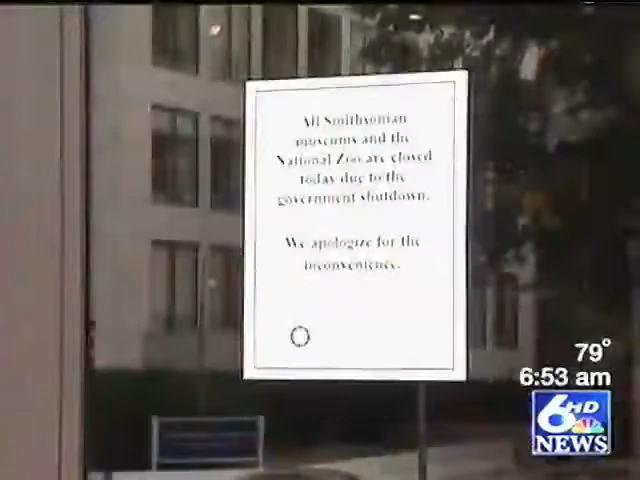 All Smithsonian
museums and the
National Zoo are closed
today due to the
government shutdown.
We apologize for the
inconvenience.
79°
6:53 am
6HD
NEWS